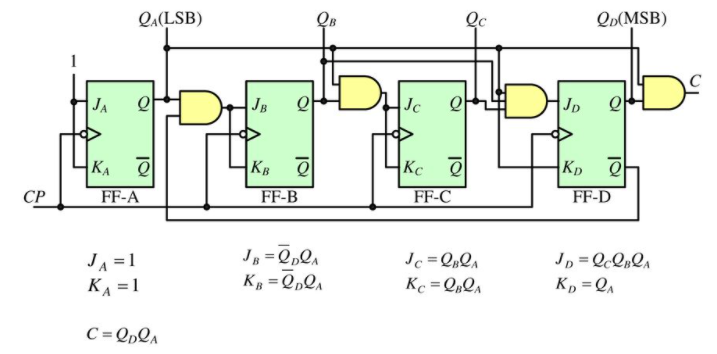 Q_A(LSB) Q_B Q_C Q_D(MSB)
1 C
J_A Q J_B Q J_C Q J_D Q
K_A Q̅ K_B Q̅ K_C Q̅ K_D Q̅
CP FF-A FF-B FF-C FF-D
J_A = 1 J_B = Q̅_D Q_A J_C = Q_B Q_A J_D = Q_C Q_B Q_A
K_A = 1 K_B = Q̅_D Q_A K_C = Q_B Q_A K_D = Q_A
C = Q_D Q_A